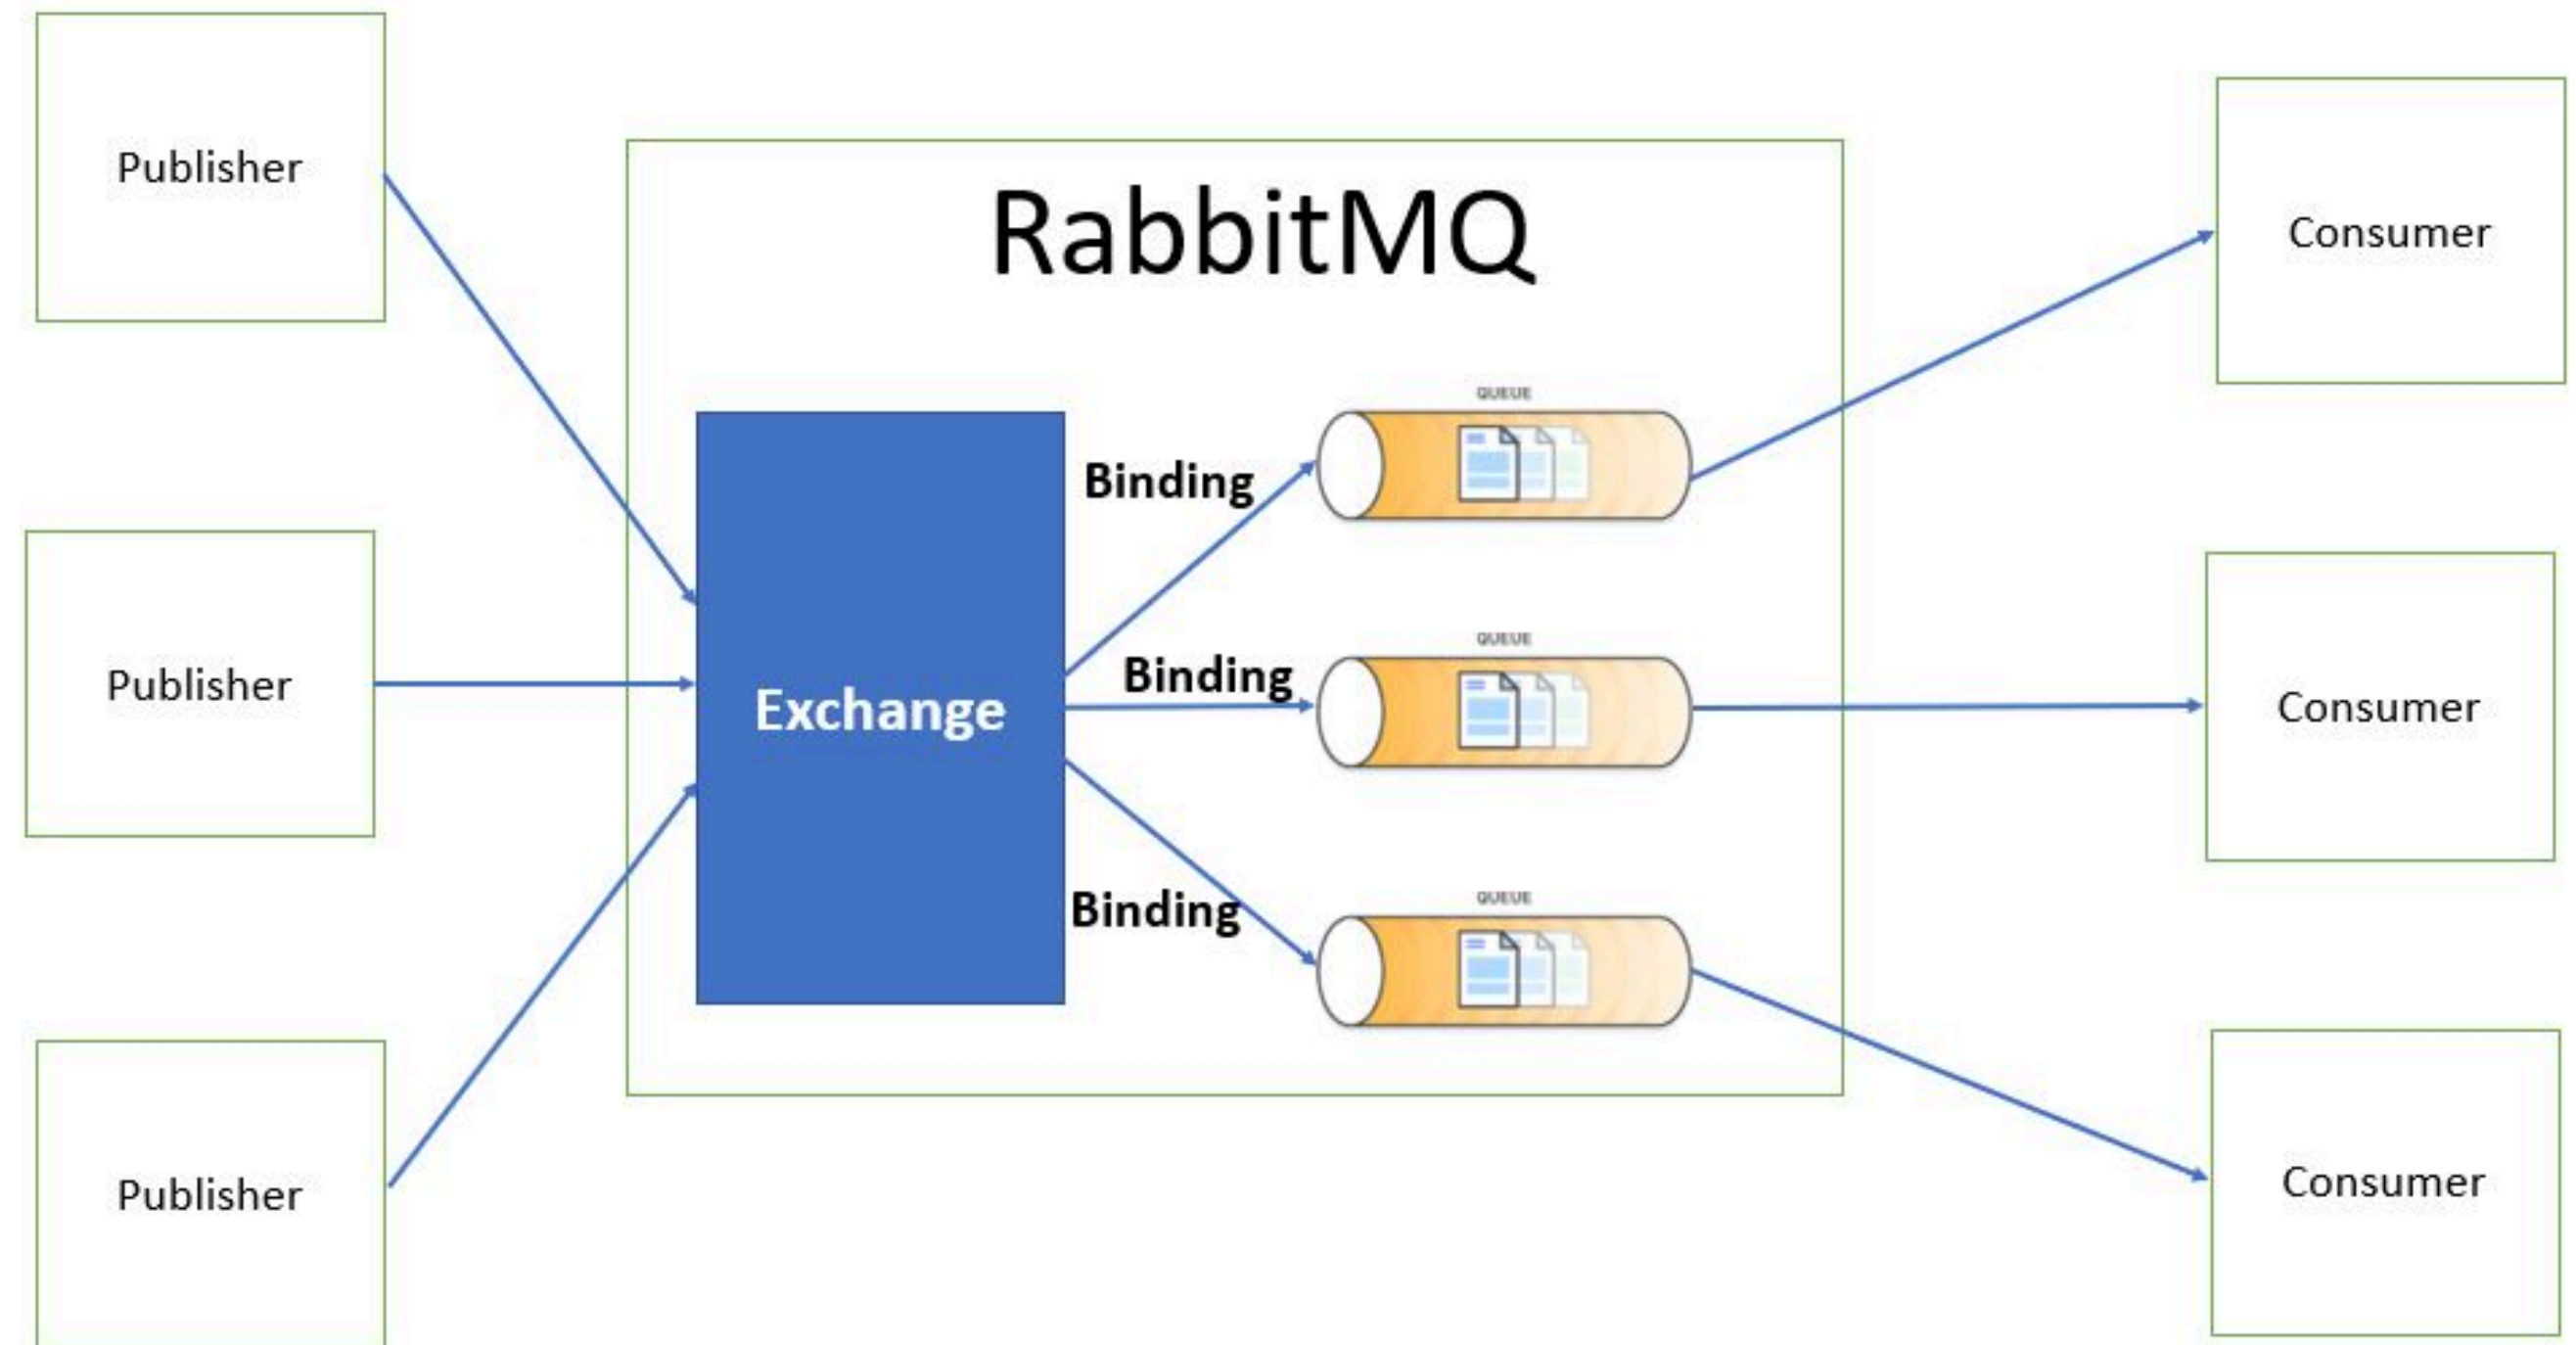 Publisher
Publisher
Publisher
RabbitMQ
Exchange
Binding
Binding
Binding
QUEUE
QUEUE
QUEUE
Consumer
Consumer
Consumer